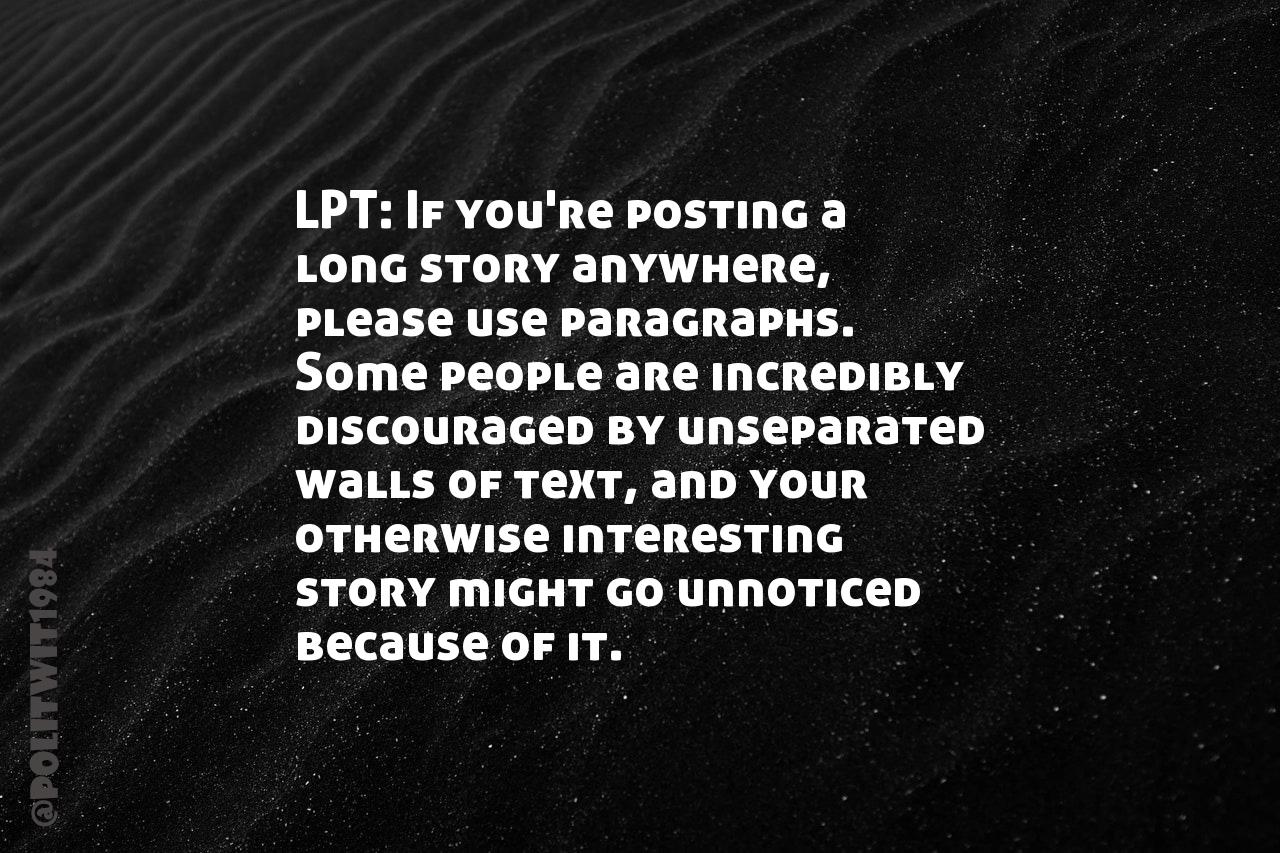 LPT: If you're posting a
long story anywhere,
please use paragraphs.
Some people are incredibly
discouraged by unseparated
walls of text, and your
otherwise interesting
story might go unnoticed
because of it.
@POLITWIT1984